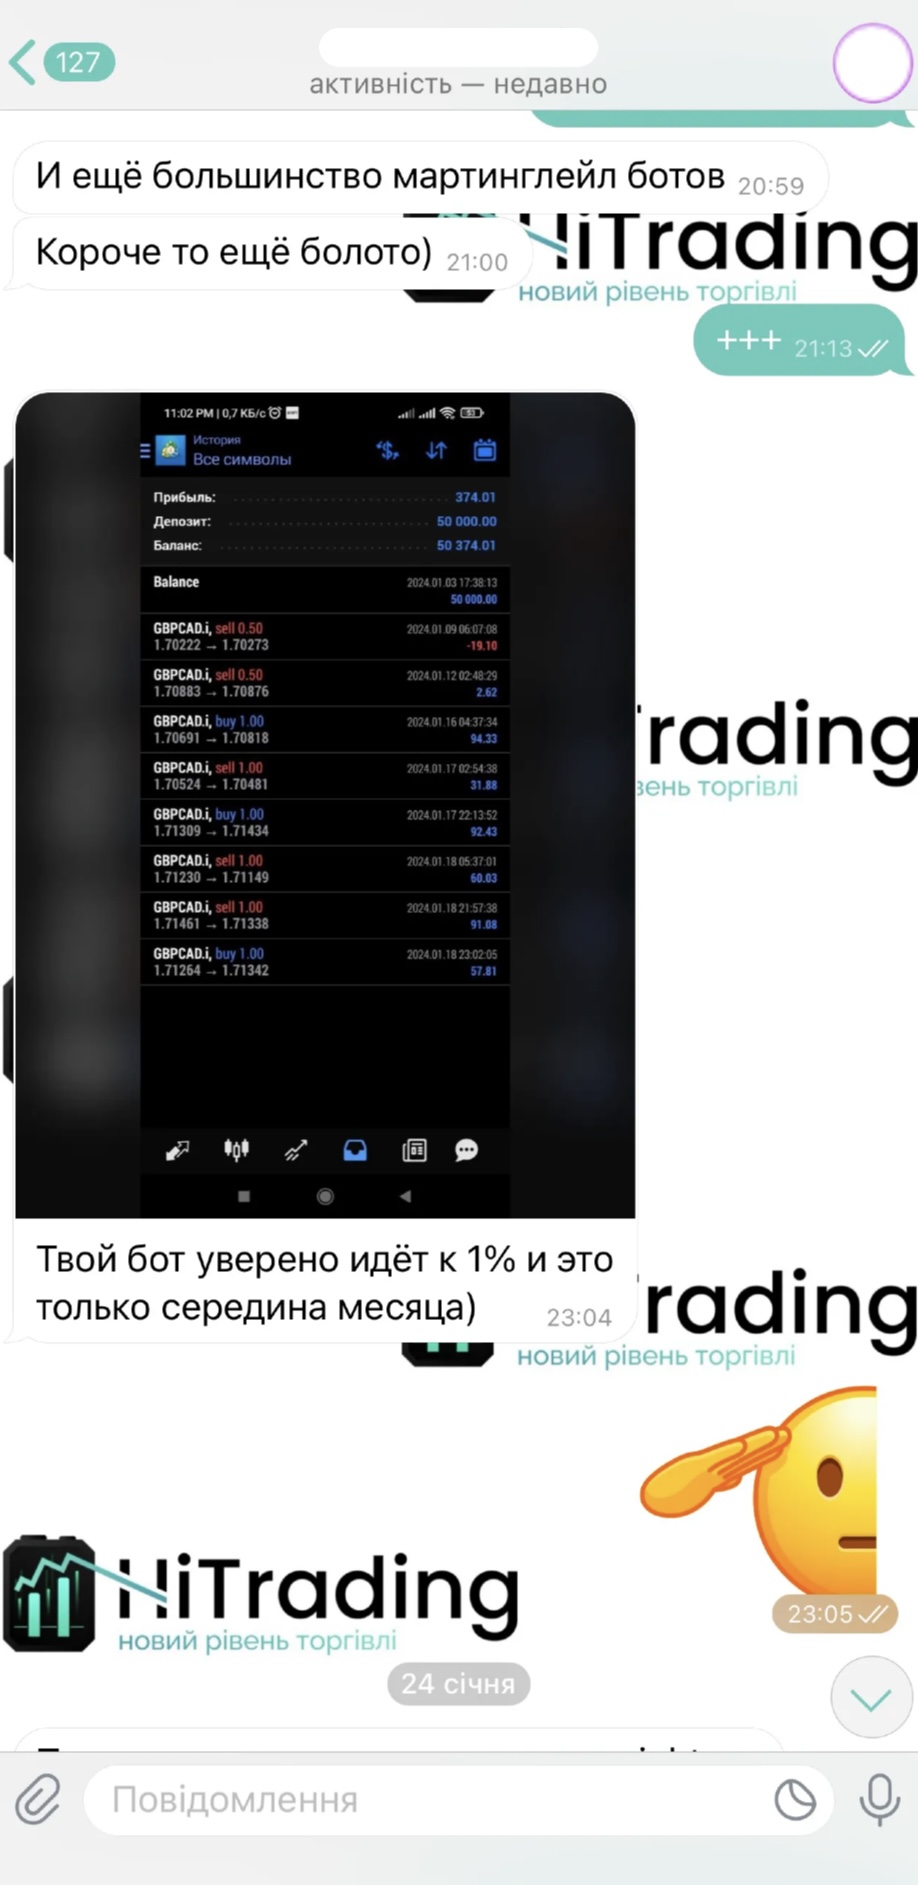 127
активність — недавно
И ещё большинство мартинглейл ботов 20:59
Короче то ещё болото) 21:00
HiTrading
новий рівень торгівлі
+++ 21:13
11:02 PM | 0,7 КБ/с
53
История
Все символы
Прибыль: 374.01
Депозит: 50 000.00
Баланс: 50 374.01
Balance 2024.01.03 17:38:13
50 000.00
GBPCAD.i, sell 0.50 2024.01.09 06:07:08
1.70222 → 1.70273 -19.10
GBPCAD.i, sell 0.50 2024.01.12 02:48:29
1.70883 → 1.70876 2.62
GBPCAD.i, buy 1.00 2024.01.16 04:37:34
1.70691 → 1.70818 94.33
GBPCAD.i, sell 1.00 2024.01.17 02:54:38
1.70524 → 1.70481 31.88
GBPCAD.i, buy 1.00 2024.01.17 22:13:52
1.71309 → 1.71434 92.43
GBPCAD.i, sell 1.00 2024.01.18 05:37:01
1.71230 → 1.71149 60.03
GBPCAD.i, sell 1.00 2024.01.18 21:57:38
1.71461 → 1.71338 91.08
GBPCAD.i, buy 1.00 2024.01.18 23:02:05
1.71264 → 1.71342 57.81
rading
вень торгівлі
Твой бот уверено идёт к 1% и это
только середина месяца) 23:04
rading
новий рівень торгівлі
23:05
HiTrading
новий рівень торгівлі
24 січня
Повідомлення